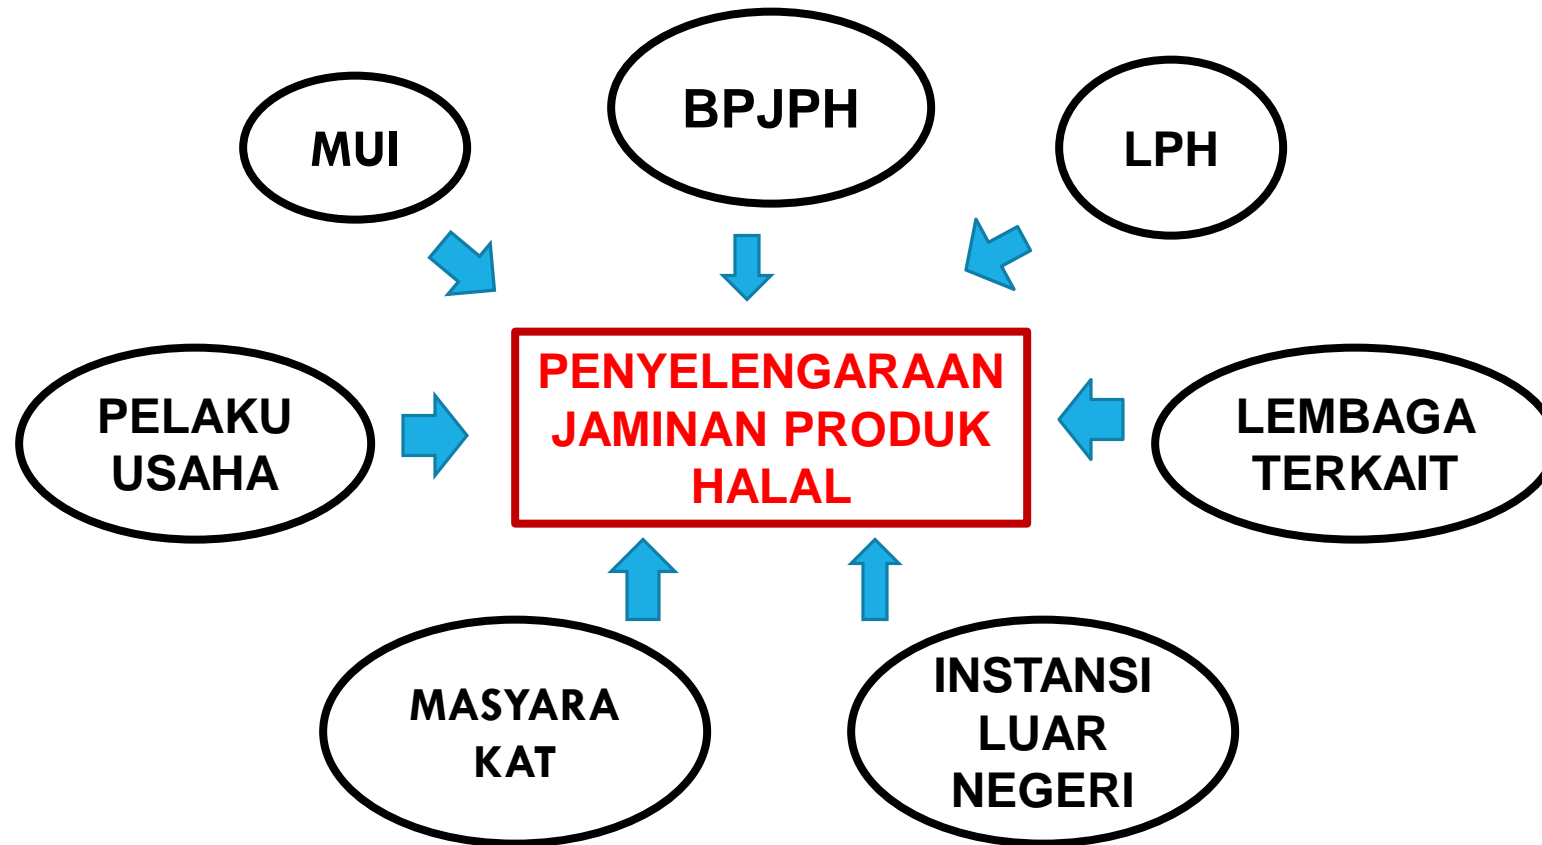 MUI
BPJPH
LPH
PENYELENGARAAN
JAMINAN PRODUK
HALAL
PELAKU
USAHA
LEMBAGA
TERKAIT
MASYARA
KAT
INSTANSI
LUAR
NEGERI